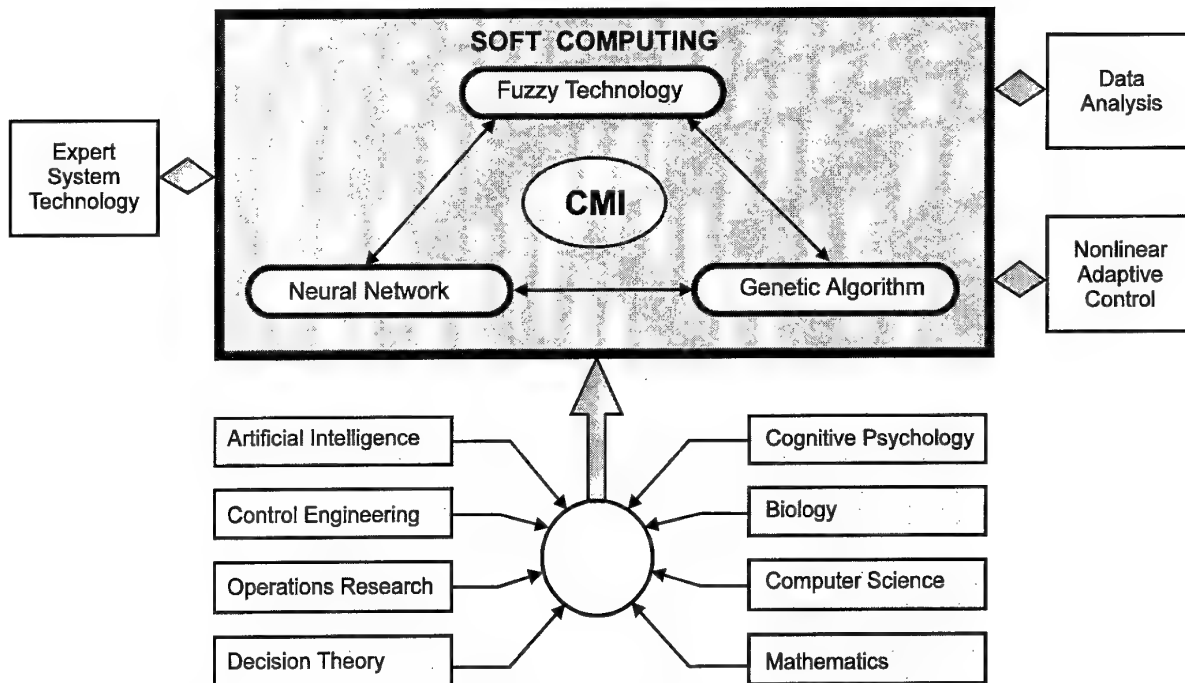 SOFT COMPUTING
Fuzzy Technology
Data
Analysis
Expert
System
Technology
CMI
Nonlinear
Adaptive
Control
Neural Network
Genetic Algorithm
Artificial Intelligence
Cognitive Psychology
Control Engineering
Biology
Operations Research
Computer Science
Decision Theory
Mathematics